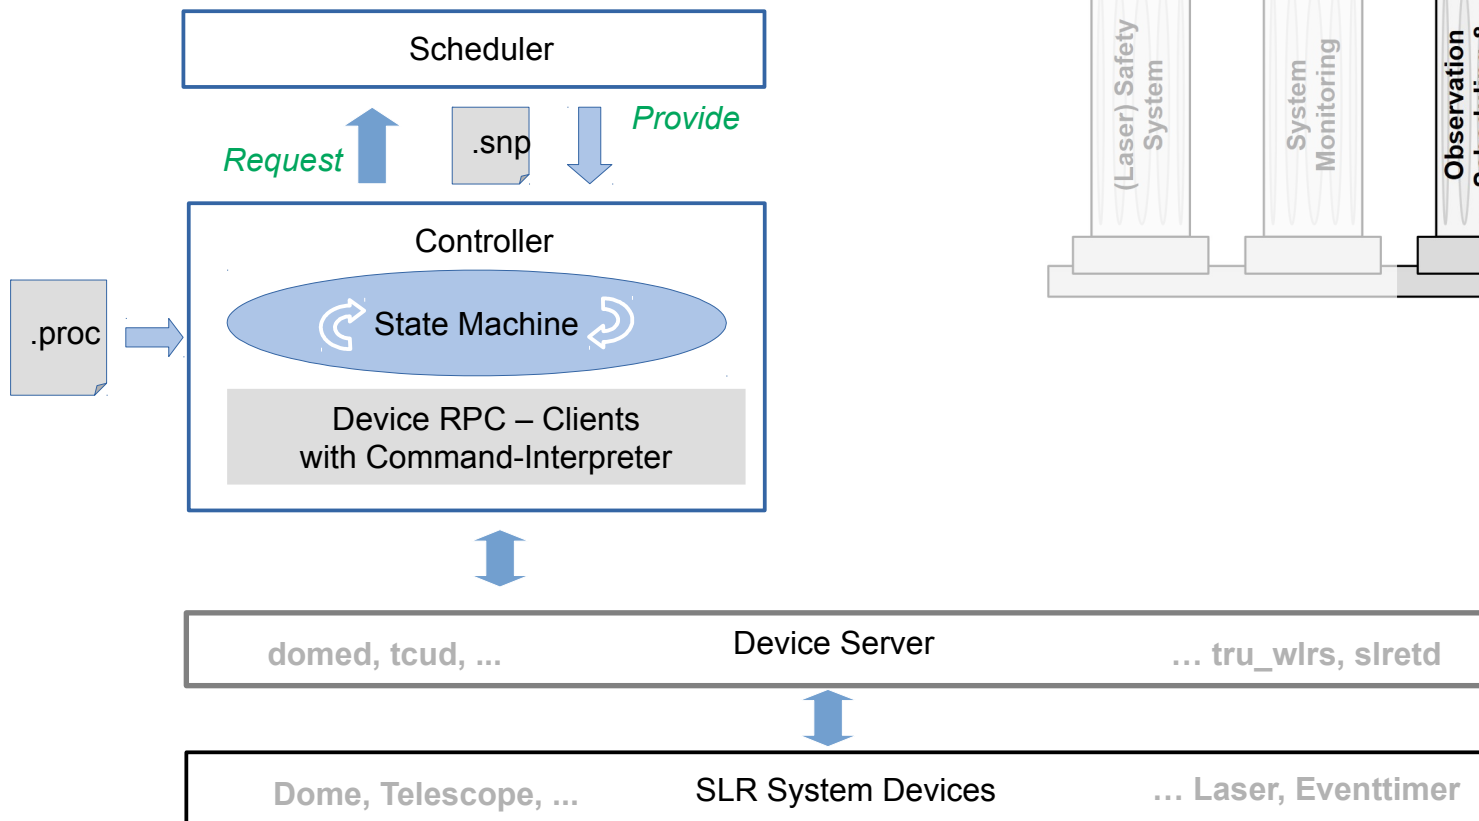 Scheduler
Request
.snp
Provide
Controller
State Machine
.proc
Device RPC – Clients
with Command-Interpreter
domed, tcud, ...
Device Server
... tru_wlrs, slretd
Dome, Telescope, ...
SLR System Devices
... Laser, Eventtimer
(Laser) Safety
System
System
Monitoring
Observation